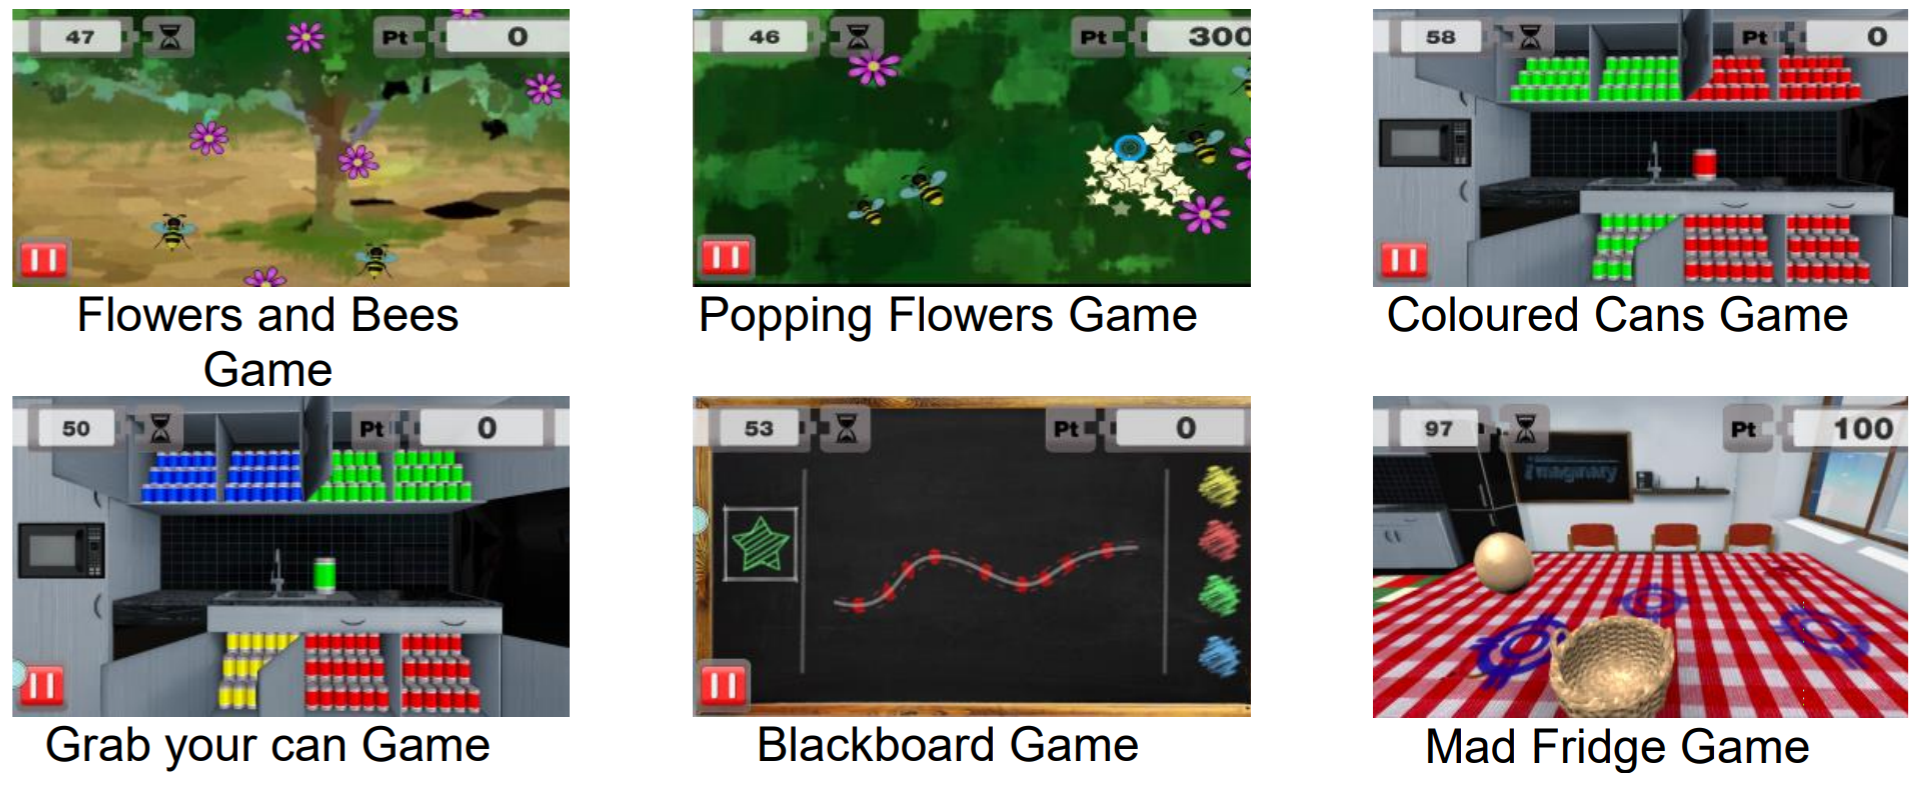 47
Pt
0
46
Pt
300
58
Pt
0
Flowers and Bees
Game
Popping Flowers Game
Coloured Cans Game
50
Pt
0
53
Pt
0
97
Pt
100
imaginary
Grab your can Game
Blackboard Game
Mad Fridge Game